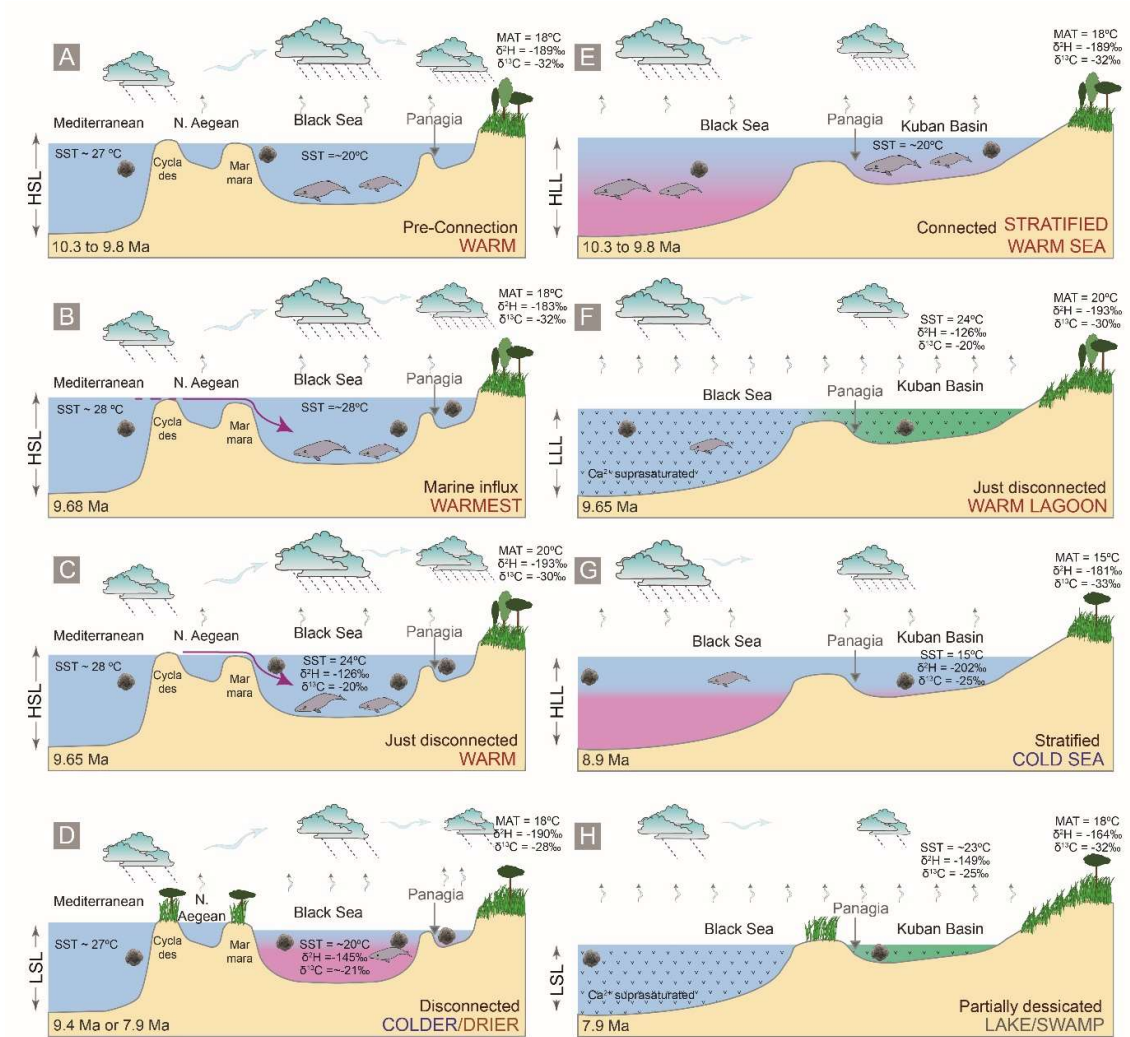 A
MAT = 18ºC
δ²H = -189‰
δ¹³C = -32‰
Mediterranean
N. Aegean
Black Sea
Panagia
SST ~ 27 ºC
Cycla
des
Mar
mara
SST =~20ºC
HSL
Pre-Connection
WARM
10.3 to 9.8 Ma
B
MAT = 18ºC
δ²H = -183‰
δ¹³C = -32‰
Mediterranean
N. Aegean
Black Sea
Panagia
SST ~ 28 ºC
Cycla
des
Mar
mara
SST =~28ºC
HSL
Marine influx
WARMEST
9.68 Ma
C
MAT = 20ºC
δ²H = -193‰
δ¹³C = -30‰
Mediterranean
N. Aegean
Black Sea
Panagia
SST ~ 28 ºC
Cycla
des
Mar
mara
SST = 24ºC
δ²H = -126‰
δ¹³C = -20‰
HSL
Just disconnected
WARM
9.65 Ma
D
MAT = 18ºC
δ²H = -190‰
δ¹³C = -28‰
Mediterranean
N.
Aegean
Black Sea
Panagia
SST ~ 27ºC
Cycla
des
Mar
mara
SST = ~20ºC
δ²H = -145‰
δ¹³C = ~-21‰
LSL
Disconnected
COLDER/DRIER
9.4 Ma or 7.9 Ma
E
MAT = 18ºC
δ²H = -189‰
δ¹³C = -32‰
Black Sea
Panagia
Kuban Basin
SST = ~20ºC
HLL
Connected STRATIFIED
WARM SEA
10.3 to 9.8 Ma
F
MAT = 20ºC
δ²H = -193‰
δ¹³C = -30‰
SST = 24ºC
δ²H = -126‰
δ¹³C = -20‰
Black Sea
Panagia
Kuban Basin
LLL
Ca²⁺ suprasaturated
Just disconnected
WARM LAGOON
9.65 Ma
G
MAT = 15ºC
δ²H = -181‰
δ¹³C = -33‰
Black Sea
Panagia
Kuban Basin
SST = 15ºC
δ²H = -202‰
δ¹³C = -25‰
HLL
Stratified
COLD SEA
8.9 Ma
H
MAT = 18ºC
δ²H = -164‰
δ¹³C = -32‰
SST = ~23ºC
δ²H = -149‰
δ¹³C = -25‰
Black Sea
Panagia
Kuban Basin
LSL
Ca²⁺ suprasaturated
Partially dessicated
LAKE/SWAMP
7.9 Ma